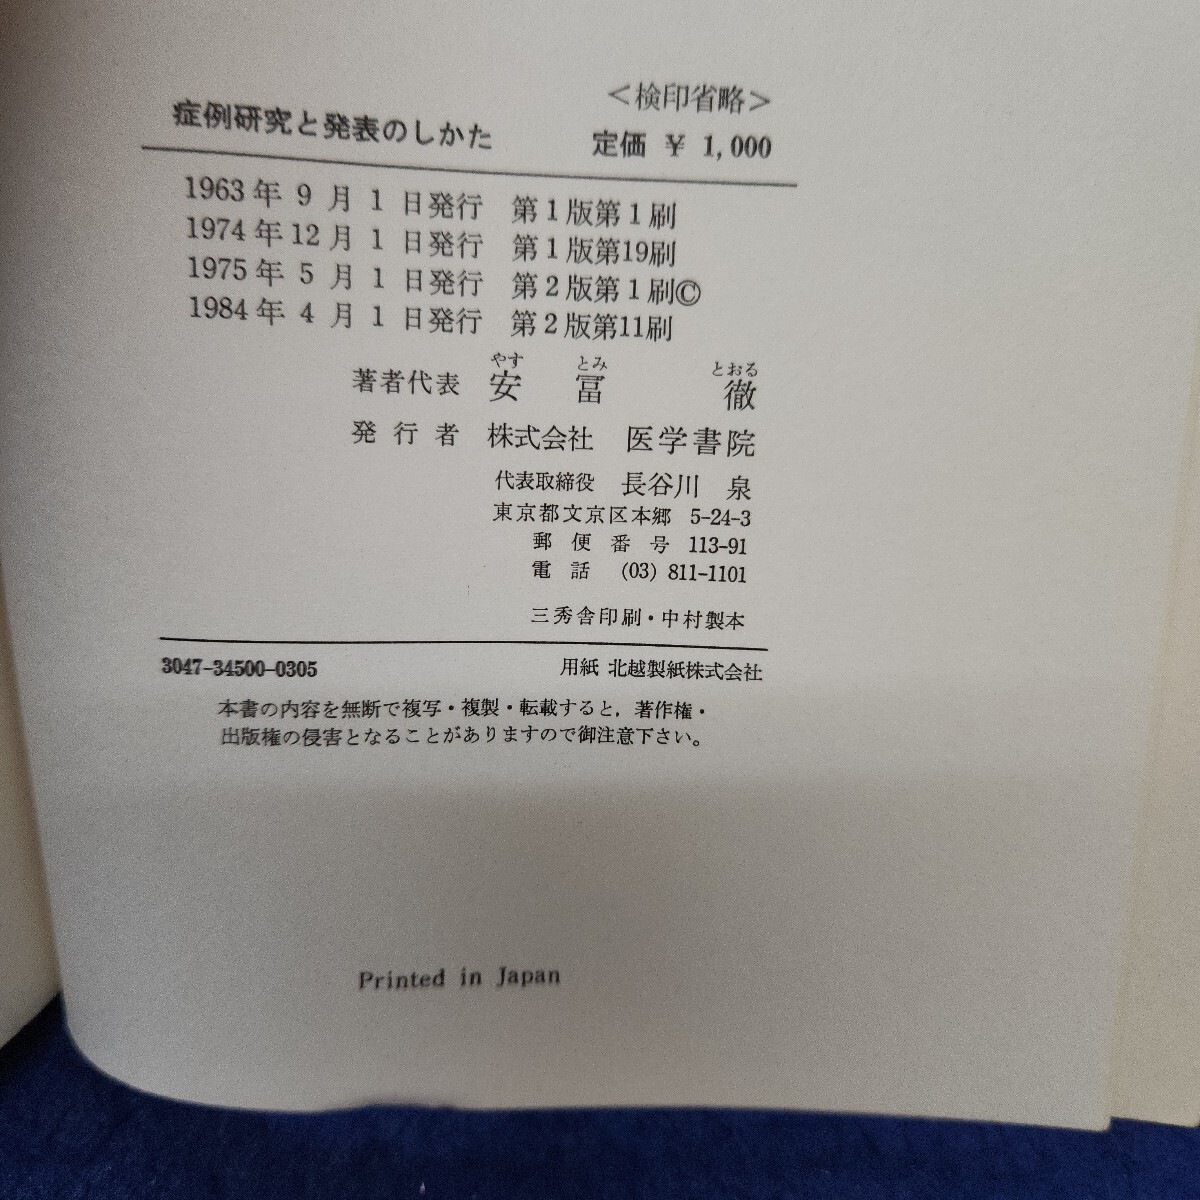 <検印省略>
症例研究と発表のしかた 定価 ¥ 1,000
1963年 9 月 1 日発行 第1版第1刷
1974年12月 1 日発行 第1版第19刷
1975年 5 月 1 日発行 第2版第1刷©
1984年 4 月 1 日発行 第2版第11刷
やす とみ とおる
著者代表 安 冨 徹
発行者 株式会社 医学書院
代表取締役 長谷川 泉
東京都文京区本郷 5-24-3
郵便番号 113-91
電話 (03) 811-1101
三秀舎印刷・中村製本
3047-34500-0305 用紙 北越製紙株式会社
本書の内容を無断で複写・複製・転載すると，著作権・
出版権の侵害となることがありますので御注意下さい。
Printed in Japan